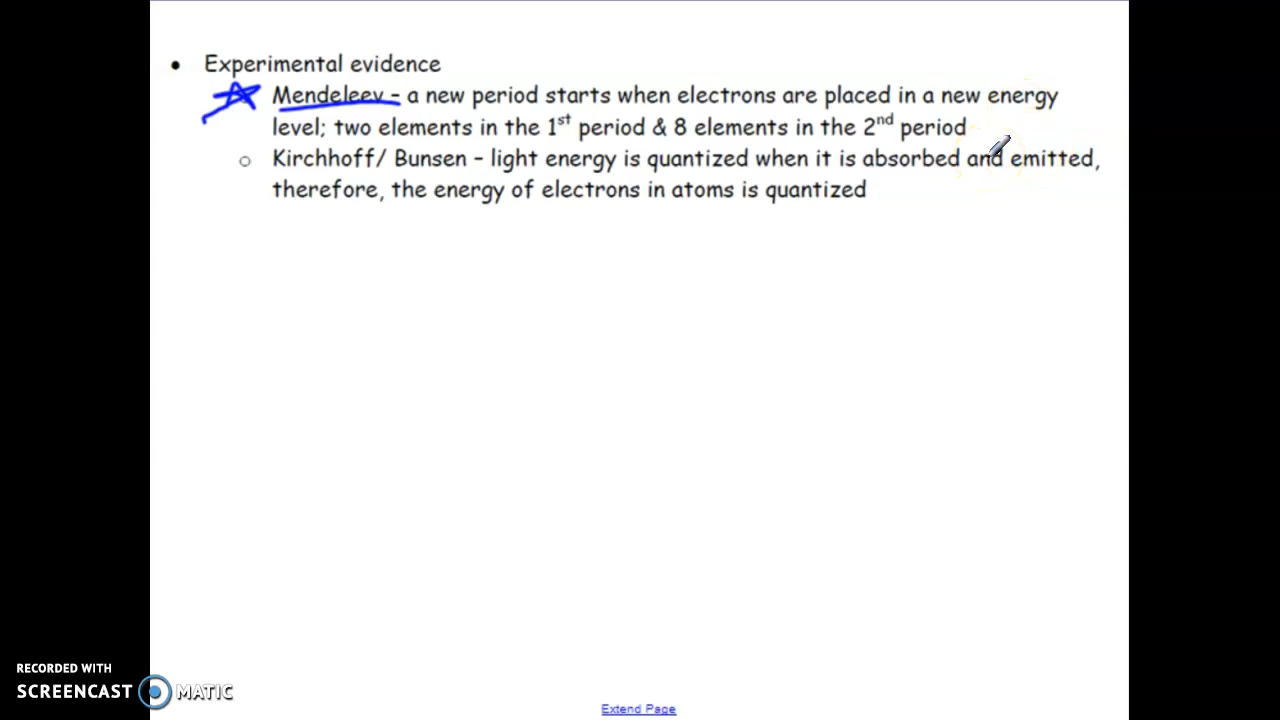 • Experimental evidence
Mendeleev – a new period starts when electrons are placed in a new energy
level; two elements in the 1st period & 8 elements in the 2nd period
o Kirchhoff/ Bunsen – light energy is quantized when it is absorbed and emitted,
therefore, the energy of electrons in atoms is quantized
RECORDED WITH
SCREENCAST MATIC
Extend Page